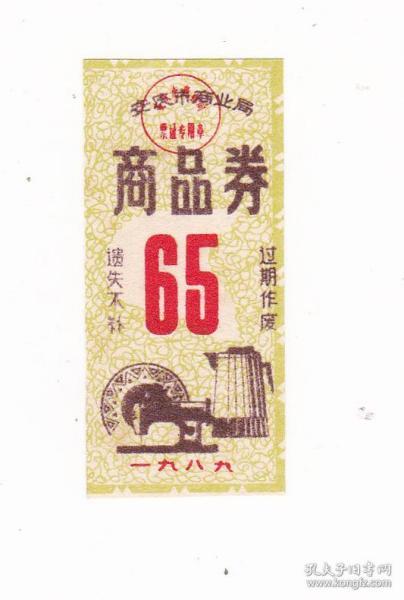 安庆市商业局
票证专用章
商品券
65
遗失不补
过期作废
一九八九
孔夫子旧书网
www.kongfz.com